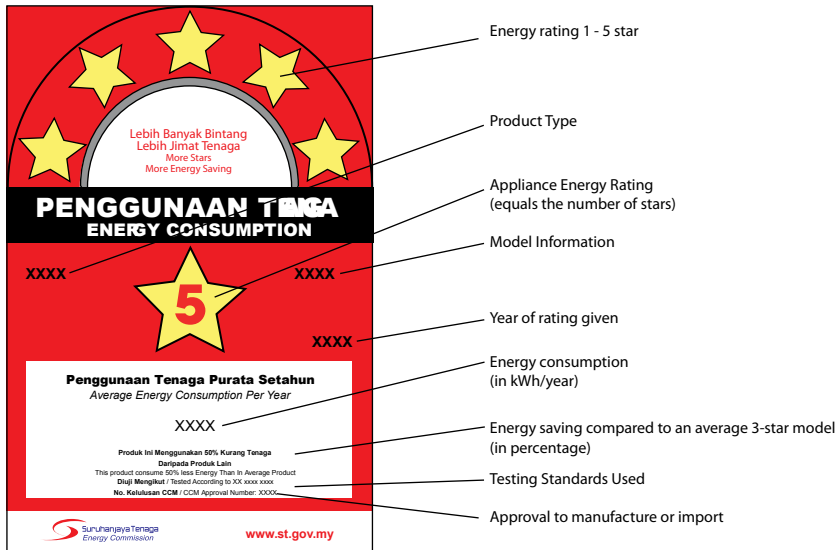 Energy rating 1 - 5 star
Lebih Banyak Bintang
Lebih Jimat Tenaga
More Stars
More Energy Saving
Product Type
Appliance Energy Rating
(equals the number of stars)
PENGGUNAAN TENAGA
ENERGY CONSUMPTION
Model Information
XXXX
XXXX
5
Year of rating given
XXXX
Energy consumption
(in kWh/year)
Penggunaan Tenaga Purata Setahun
Average Energy Consumption Per Year
XXXX
Energy saving compared to an average 3-star model
(in percentage)
Produk Ini Menggunakan 50% Kurang Tenaga
Daripada Produk Lain
This product consume 50% less Energy Than In Average Product
Diuji Mengikut / Tested According to XX xxxx xxxx
No. Kelulusan CCM / CCM Approval Number: XXXX
Testing Standards Used
Approval to manufacture or import
Suruhanjaya Tenaga
Energy Commission
www.st.gov.my